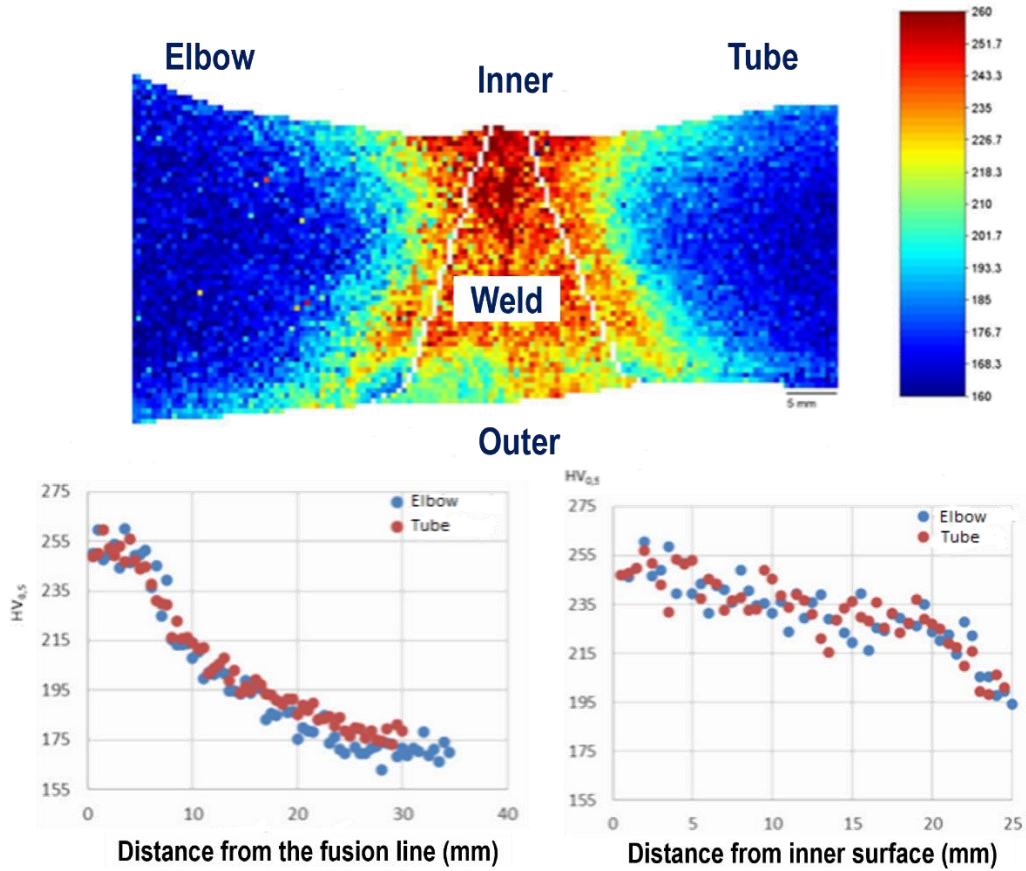 Elbow
Inner
Tube
Weld
5 mm
Outer
260
251.7
243.3
235
226.7
218.3
210
201.7
193.3
185
176.7
168.3
160
HV0,5
275
255
235
215
195
175
155
0 10 20 30 40
Elbow
Tube
Distance from the fusion line (mm)
HV0,5
HV0,5
275
255
235
215
195
175
155
0 5 10 15 20 25
Elbow
Tube
Distance from inner surface (mm)